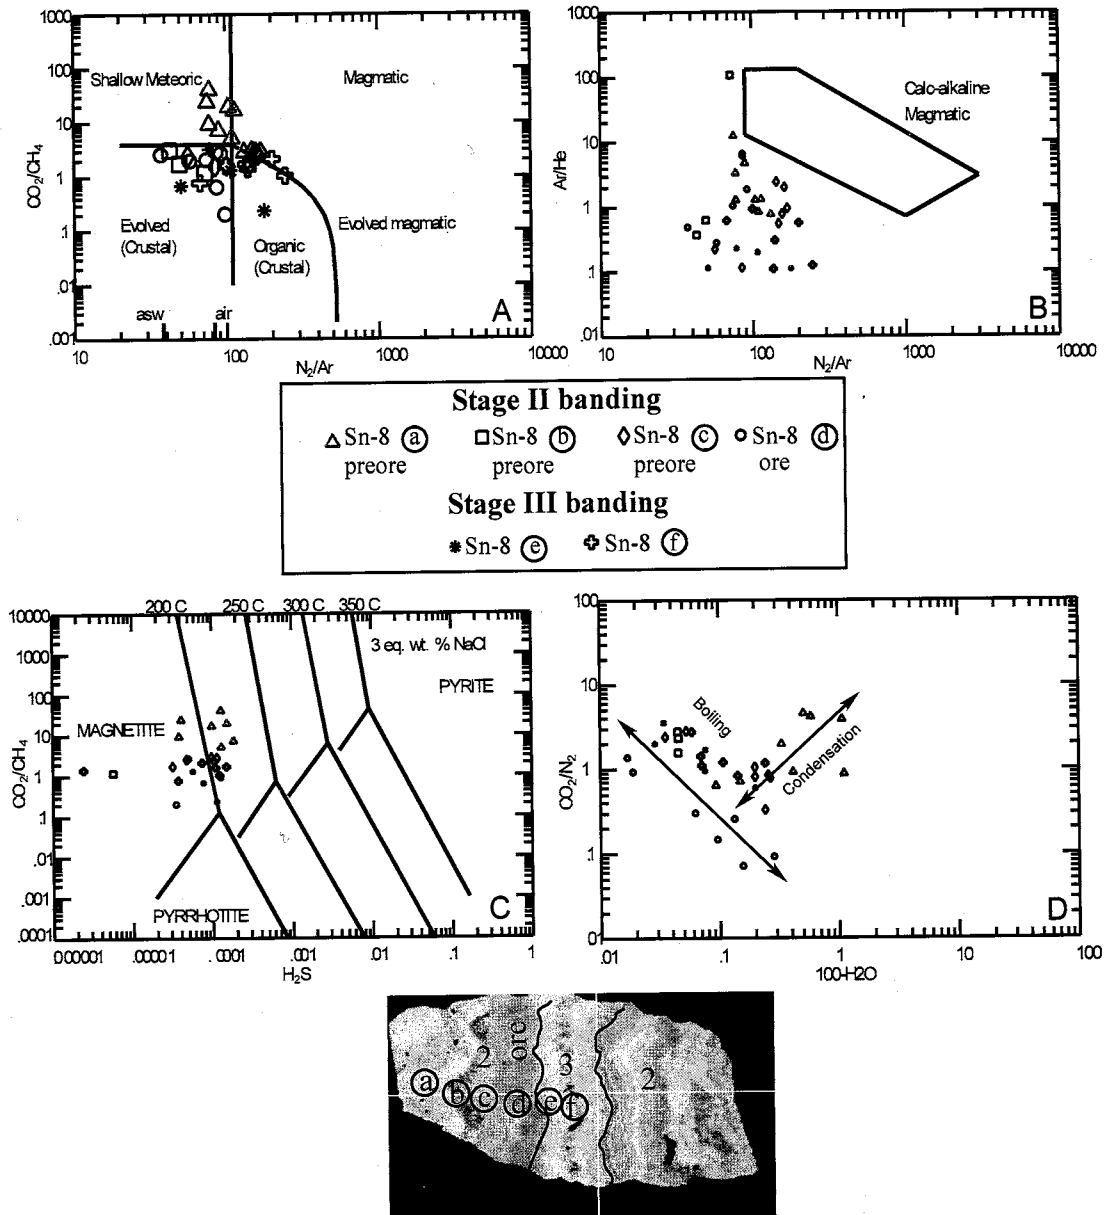 1000
100
10
1
.1
.01
.001
CO₂/CH₄
Shallow Meteoric
Magmatic
Evolved
(Crustal)
Organic
(Crustal)
Evolved magmatic
asw
air
A
10
100
1000
10000
N₂/Ar
1000
100
10
1
.1
.01
Ar/He
Calc-alkaline
Magmatic
B
10
100
1000
10000
N₂/Ar
Stage II banding
Sn-8 a Sn-8 b Sn-8 c Sn-8 d
preore preore preore ore
Stage III banding
Sn-8 e Sn-8 f
200 C 250 C 300 C 350 C
10000
1000
100
10
1
.1
.01
.001
.0001
CO₂/CH₄
3 eq. wt. % NaCl
PYRITE
MAGNETITE
PYRRHOTITE
C
.000001 .00001 .0001 .001 .01 .1 1
H₂S
100
10
1
.1
.01
CO₂/N₂
Boiling
Condensation
D
.01 0.1 1 10 100
100-H2O
2 ore 3 2
a b c d e f